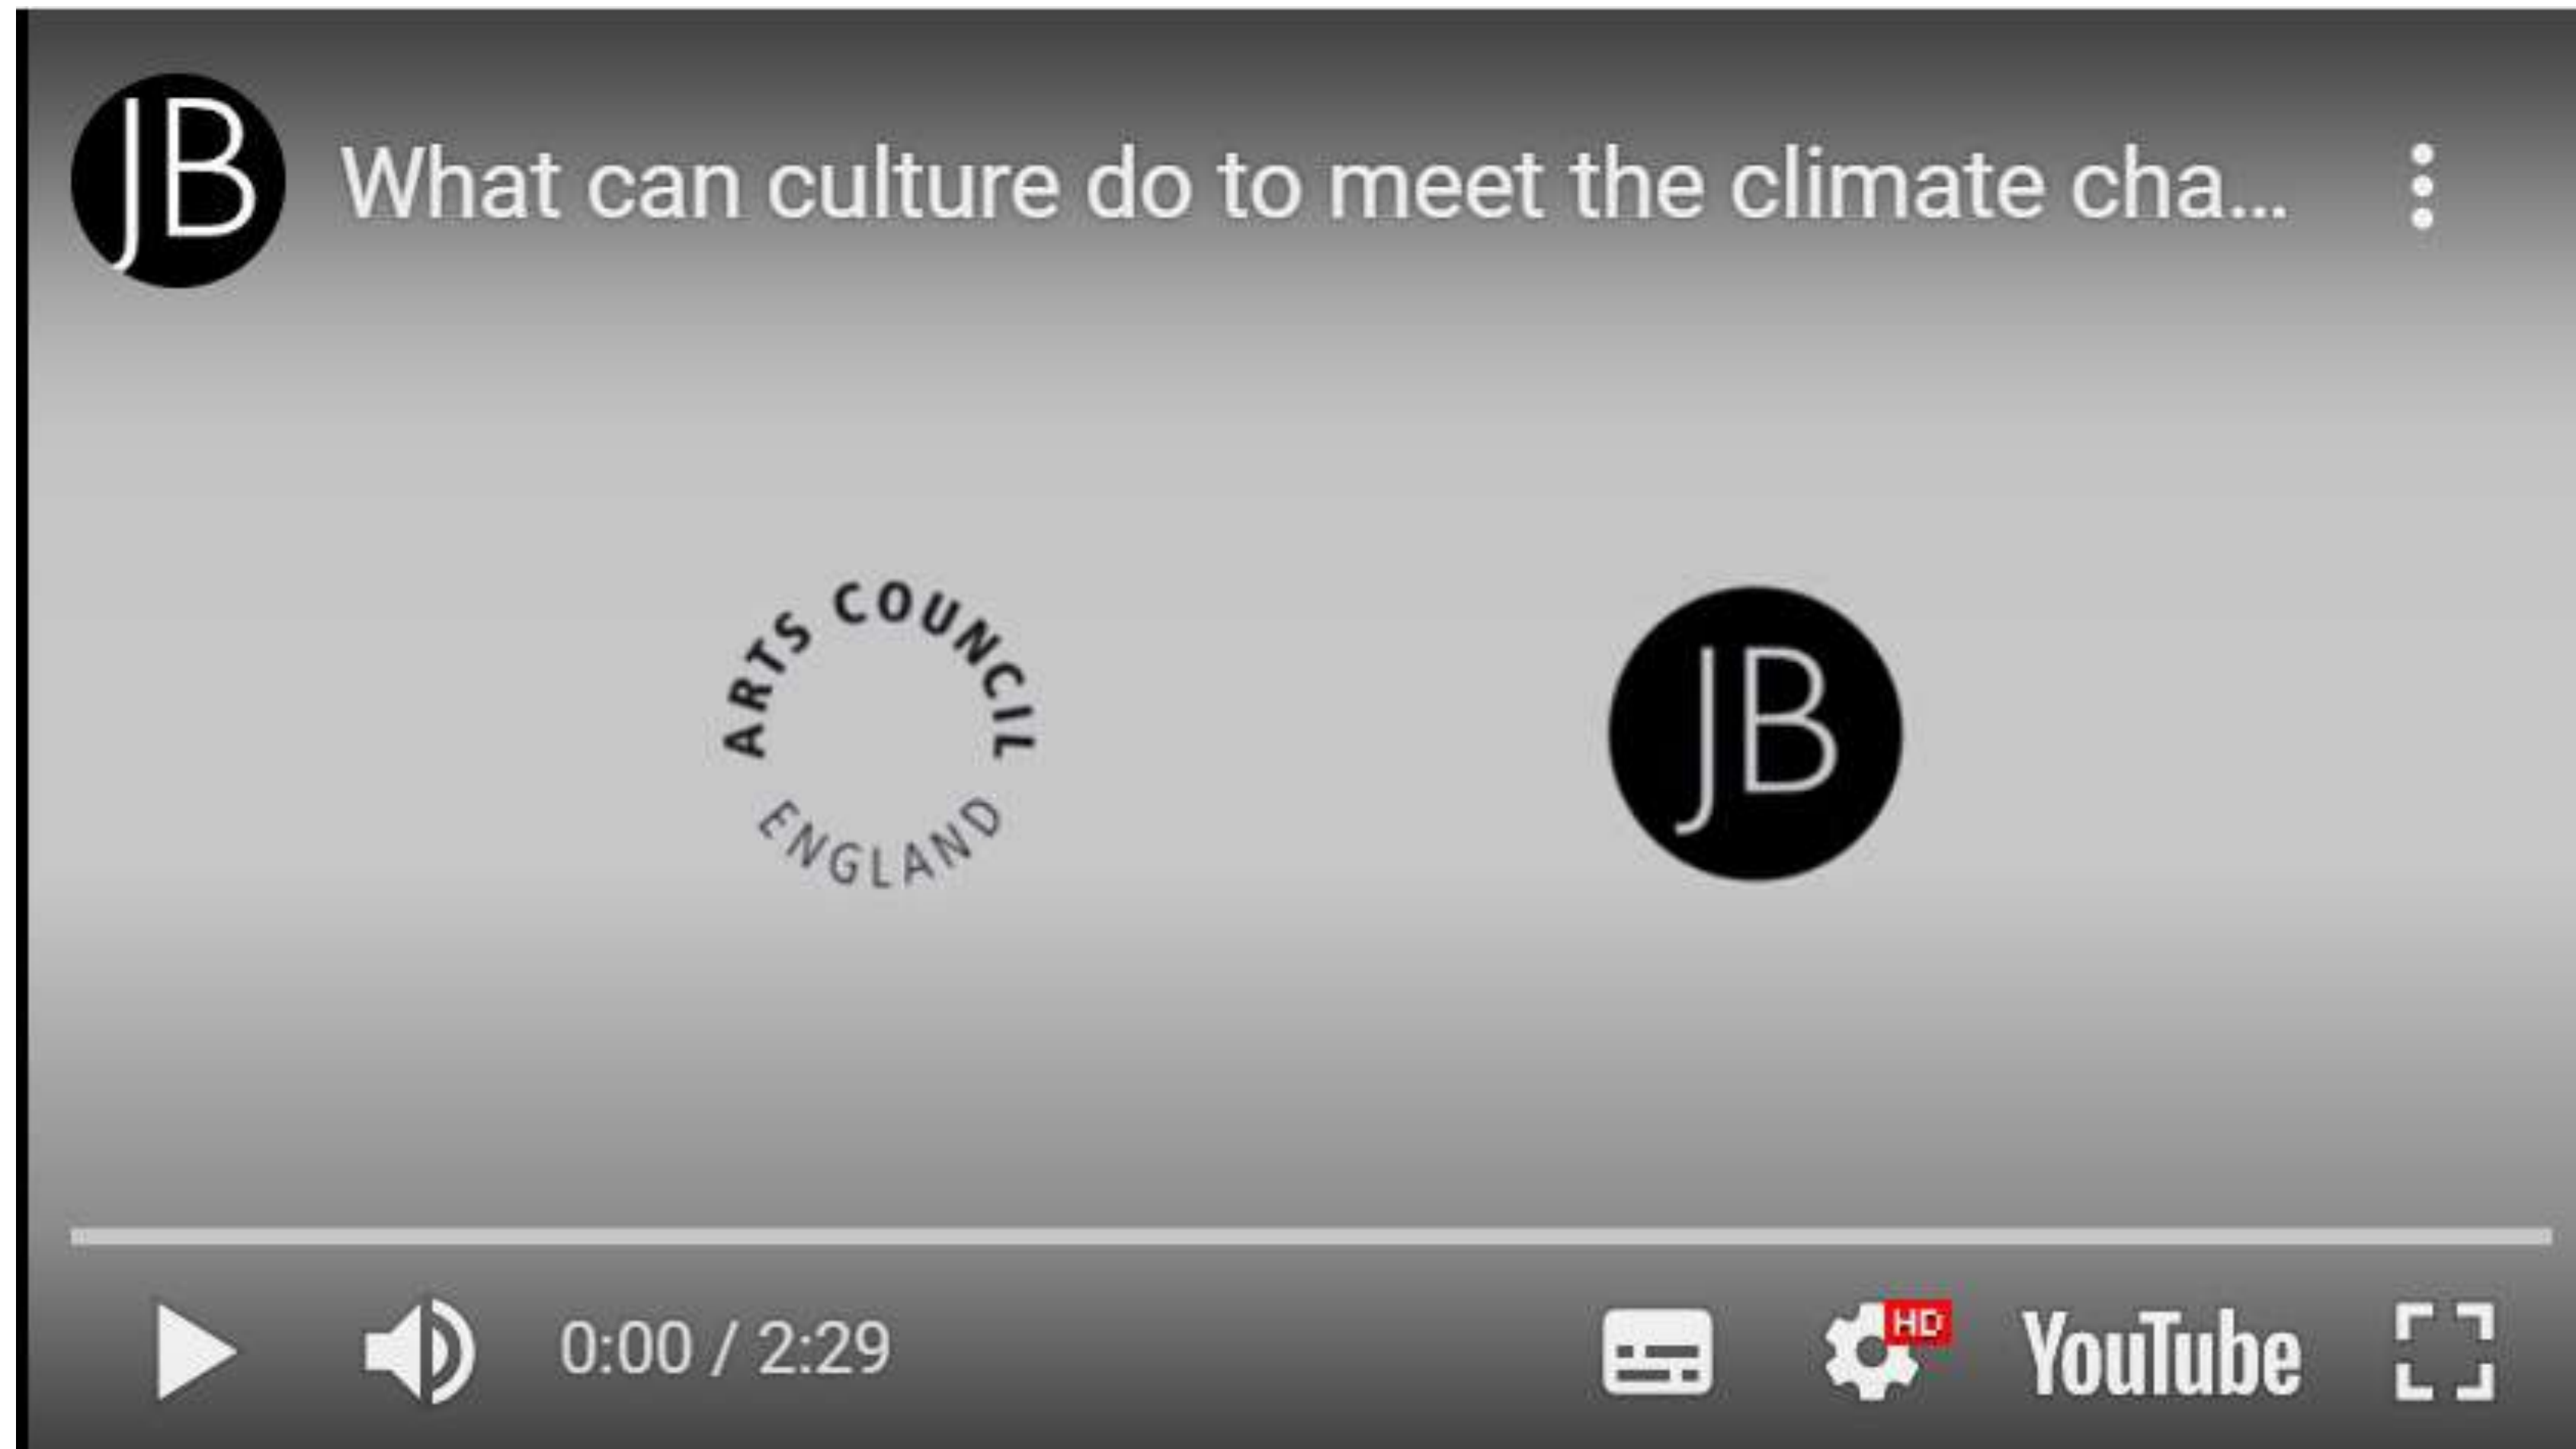 JB
What can culture do to meet the climate cha...
ARTS COUNCIL
ENGLAND
JB
0:00 / 2:29
HD
YouTube